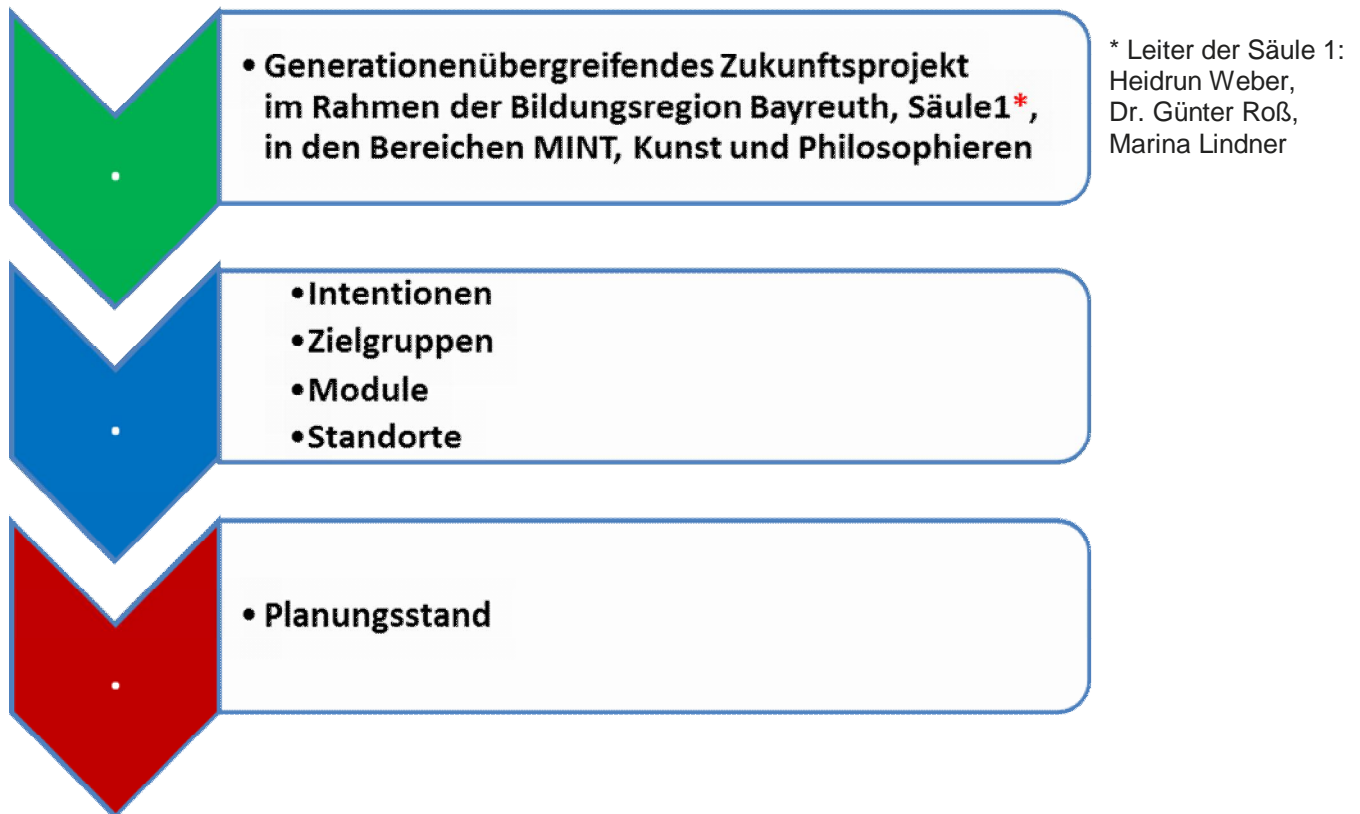 • Generationenübergreifendes Zukunftsprojekt
im Rahmen der Bildungsregion Bayreuth, Säule1*,
in den Bereichen MINT, Kunst und Philosophieren
* Leiter der Säule 1:
Heidrun Weber,
Dr. Günter Roß,
Marina Lindner
•Intentionen
•Zielgruppen
•Module
•Standorte
• Planungsstand